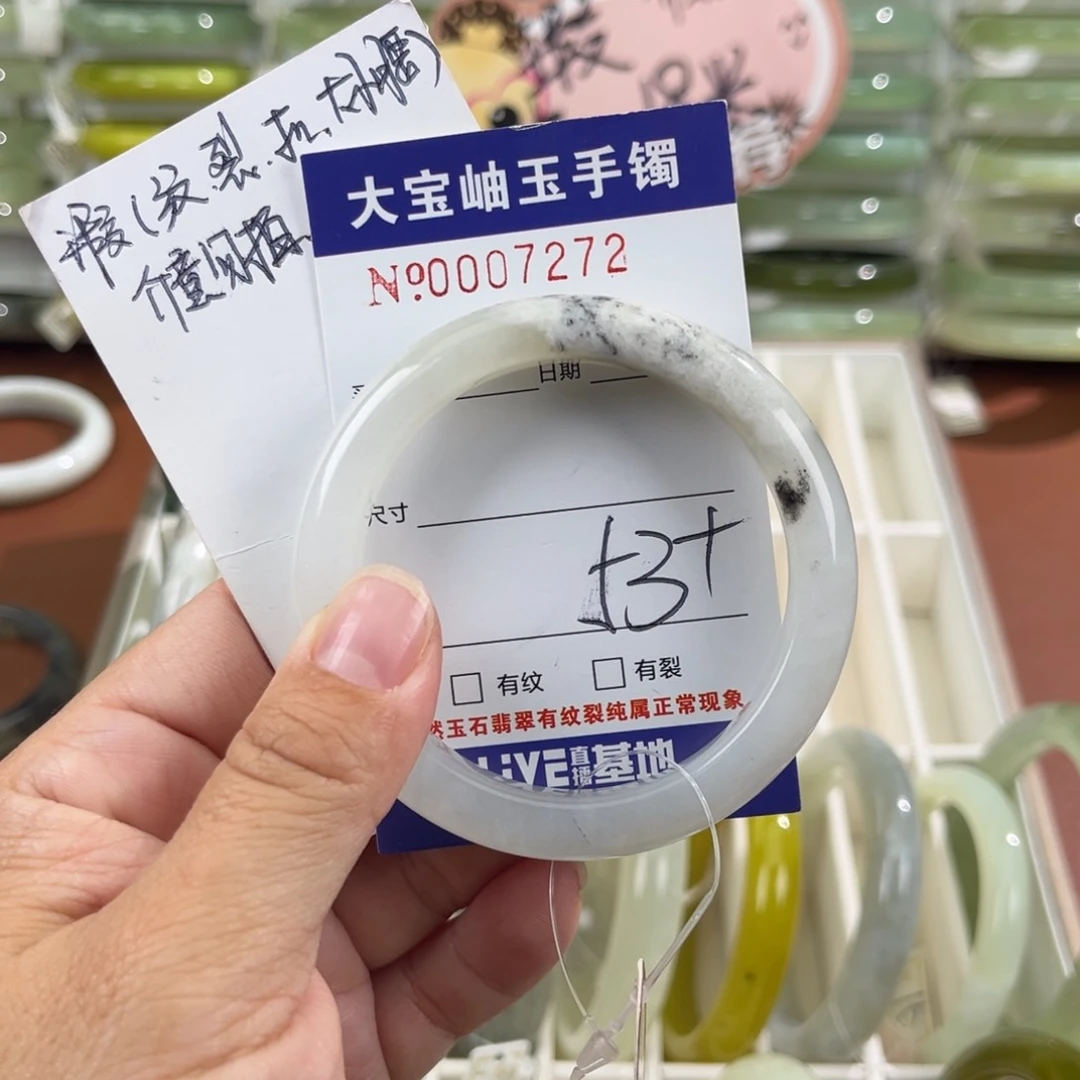 瑕(纹.裂.坑.大小瑕)
介意勿拍.
大宝岫玉手镯
№0007272
日期
尺寸
53+
有纹
有裂
然玉石翡翠有纹裂纯属正常现象
LiVE直播基地